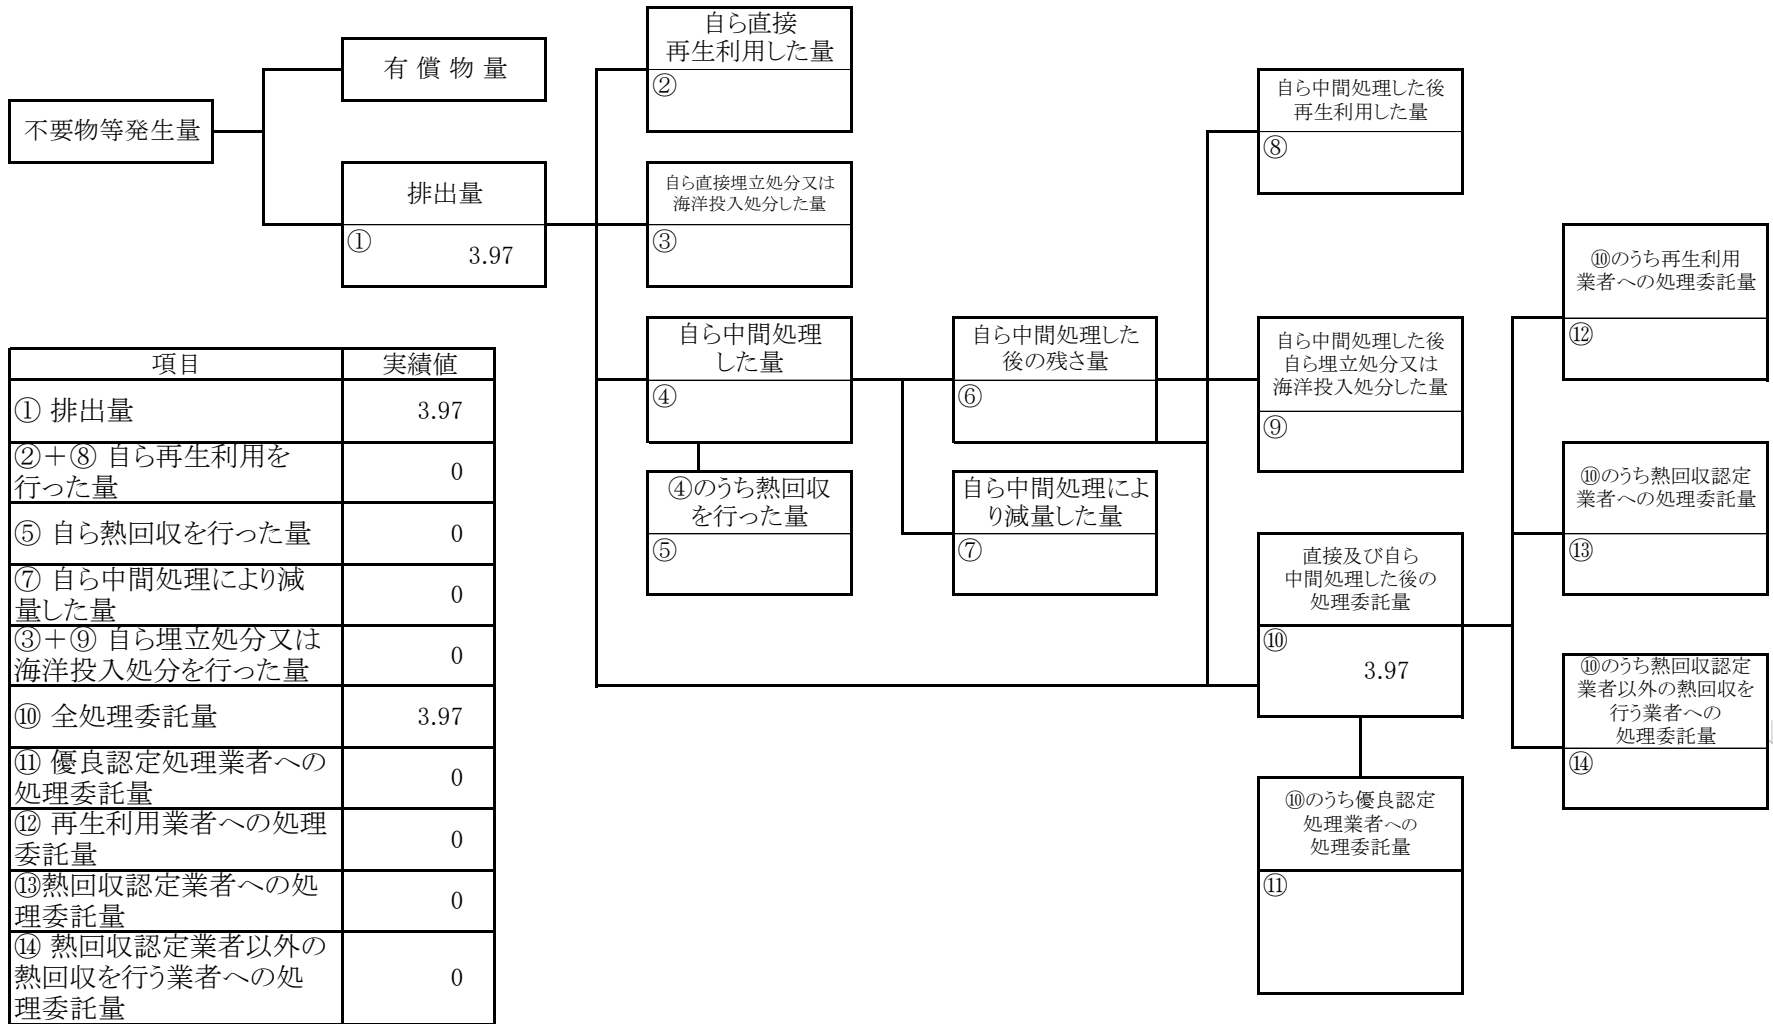 不要物等発生量
有 償 物 量
排出量
①
3.97
自ら直接
再生利用した量
②
自ら直接埋立処分又は
海洋投入処分した量
③
自ら中間処理
した量
④
④のうち熱回収
を行った量
⑤
自ら中間処理した
後の残さ量
⑥
自ら中間処理によ
り減量した量
⑦
自ら中間処理した後
再生利用した量
⑧
自ら中間処理した後
自ら埋立処分又は
海洋投入処分した量
⑨
直接及び自ら
中間処理した後の
処理委託量
⑩
3.97
⑩のうち優良認定
処理業者への
処理委託量
⑪
⑩のうち再生利用
業者への処理委託量
⑫
⑩のうち熱回収認定
業者への処理委託量
⑬
⑩のうち熱回収認定
業者以外の熱回収を
行う業者への
処理委託量
⑭
項目 実績値
① 排出量 3.97
②＋⑧ 自ら再生利用を
行った量 0
⑤ 自ら熱回収を行った量 0
⑦ 自ら中間処理により減
量した量 0
③＋⑨ 自ら埋立処分又は
海洋投入処分を行った量 0
⑩ 全処理委託量 3.97
⑪ 優良認定処理業者への
処理委託量 0
⑫ 再生利用業者への処理
委託量 0
⑬熱回収認定業者への処
理委託量 0
⑭ 熱回収認定業者以外の
熱回収を行う業者への処
理委託量 0